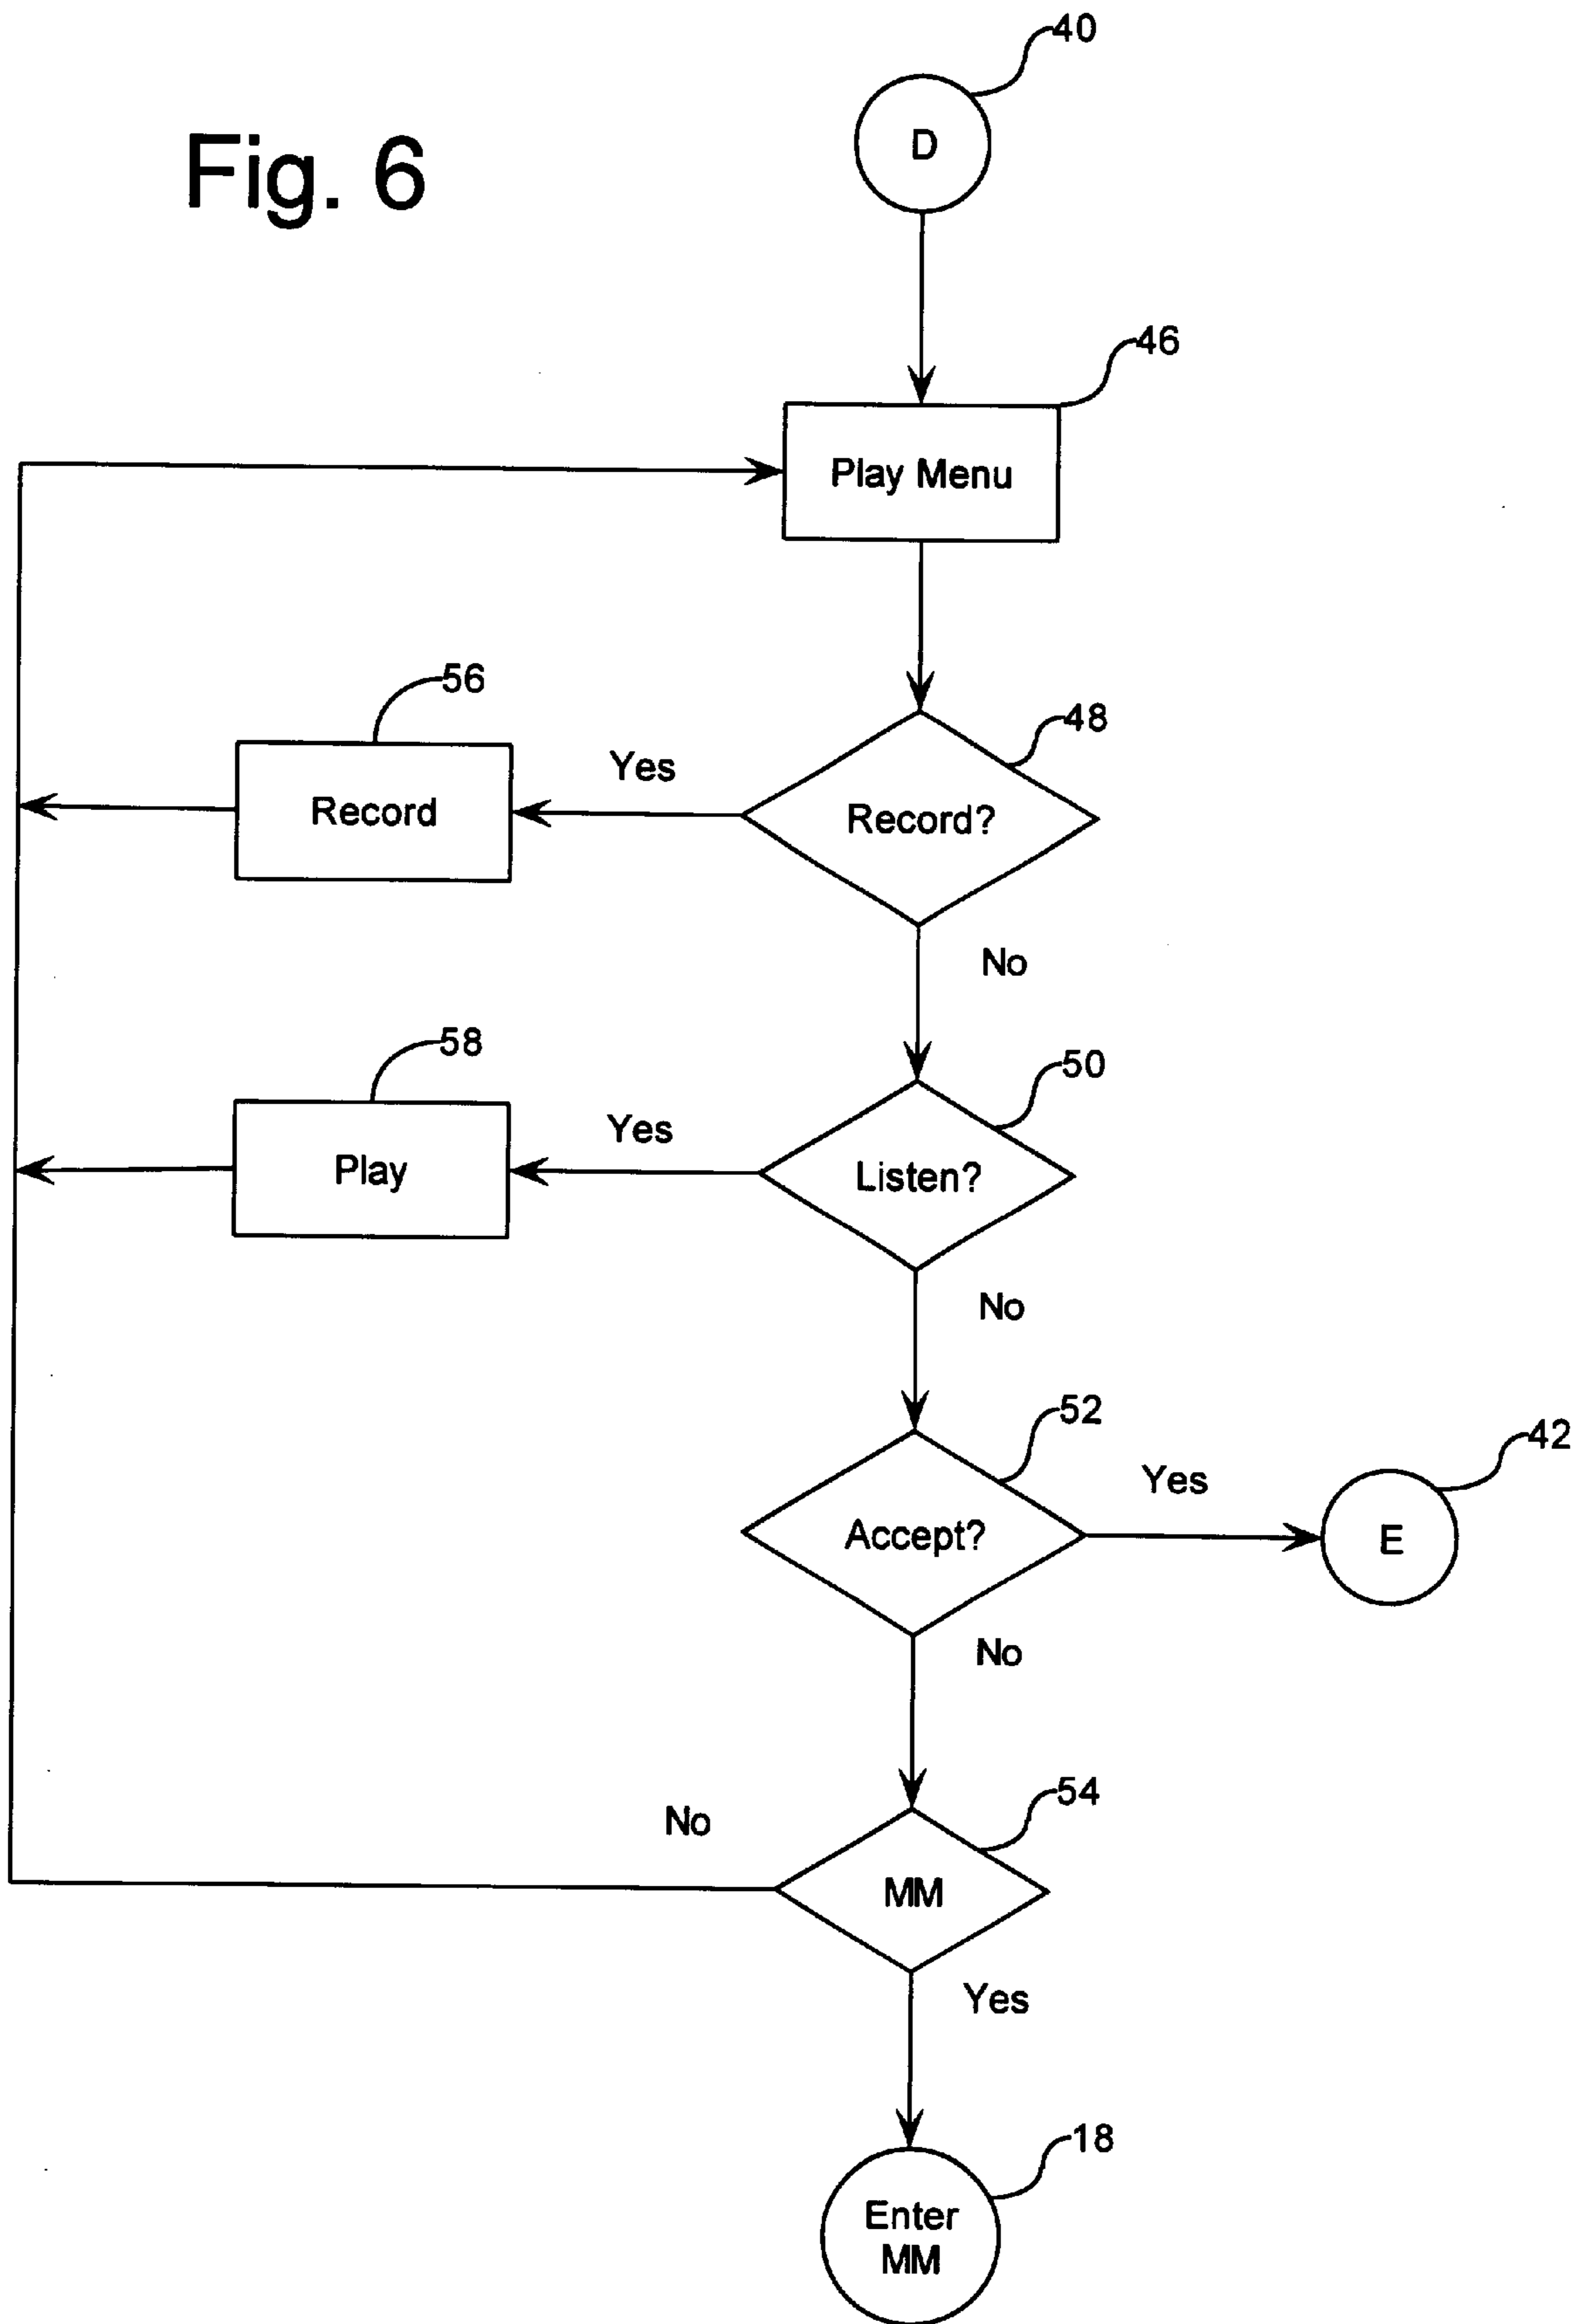 40
Fig. 6
D
46
Play Menu
56
48
Record
Yes
Record?
No
58
50
Play
Yes
Listen?
No
52
42
Yes
Accept?
E
No
54
No
MM
Yes
18
Enter
MM